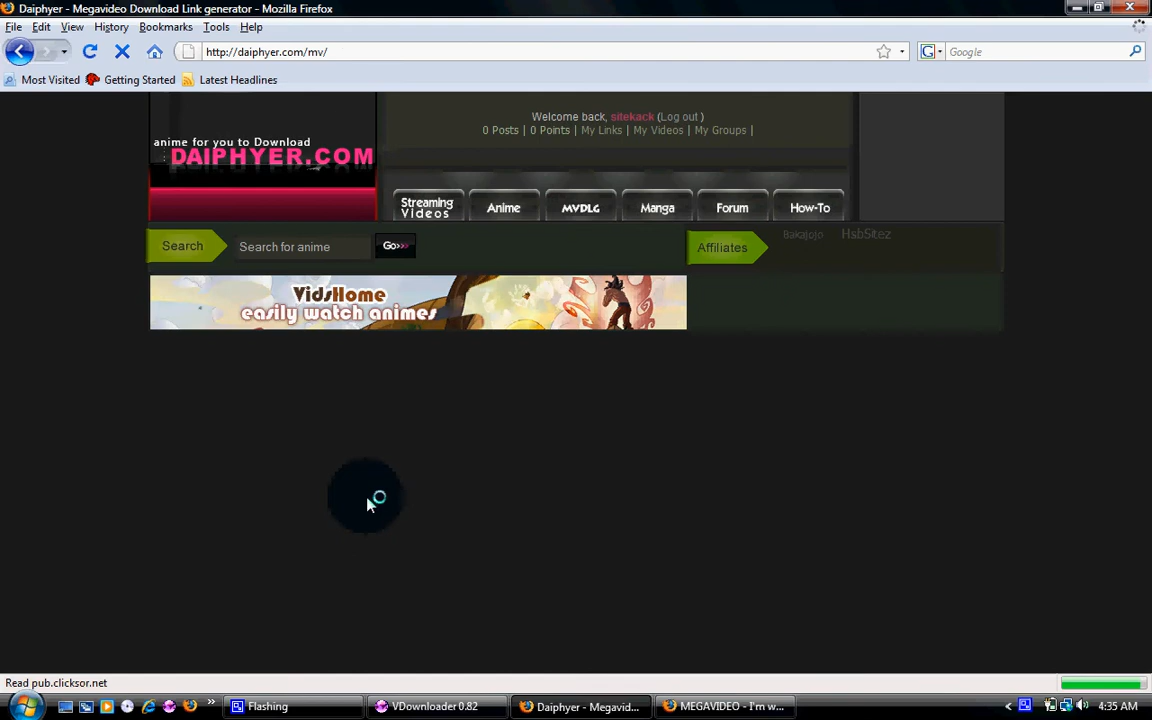 Daiphyer - Megavideo Download Link generator - Mozilla Firefox
File Edit View History Bookmarks Tools Help
http://daiphyer.com/mv/
Google
Most Visited Getting Started Latest Headlines
Welcome back, sitekack (Log out )
0 Posts | 0 Points | My Links | My Videos | My Groups |
anime for you to Download
DAIPHYER.COM
Streaming Videos Anime MVDLG Manga Forum How-To
Search Search for anime Go>>> Affiliates Bakajojo HsbSitez
VidsHome
easily watch animes
Read pub.clicksor.net
Flashing VDownloader 0.82 Daiphyer - Megavid... MEGAVIDEO - I'm w... 4:35 AM